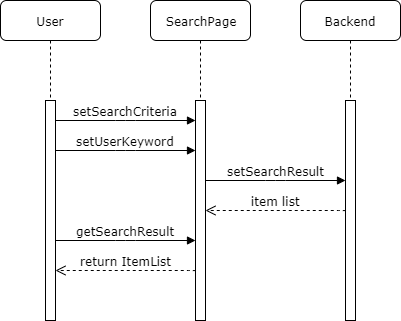 User
SearchPage
Backend
setSearchCriteria
setUserKeyword
setSearchResult
item list
getSearchResult
return ItemList